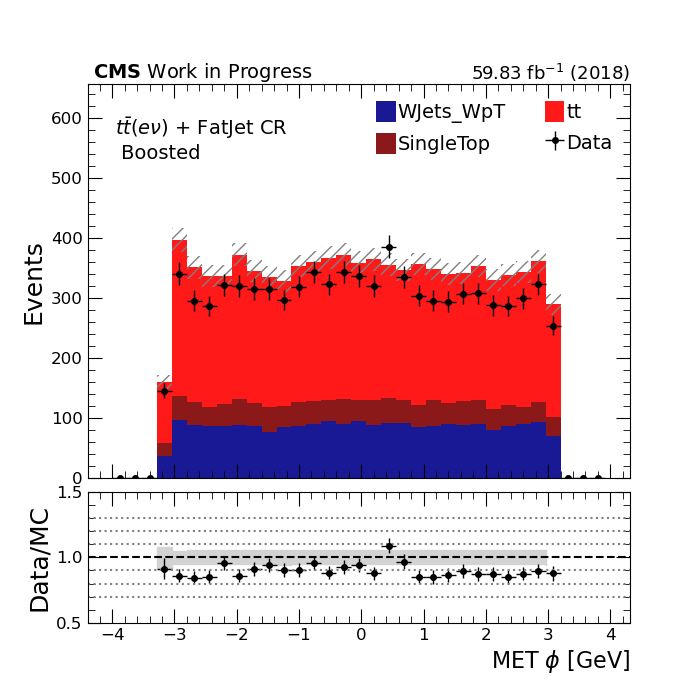 CMS Work in Progress 59.83 fb⁻¹ (2018)
tt̄(eν) + FatJet CR
Boosted
WJets_WpT tt
SingleTop Data
Events
600
500
400
300
200
100
0
Data/MC
1.5
1.0
0.5
−4 −3 −2 −1 0 1 2 3 4
MET ϕ [GeV]